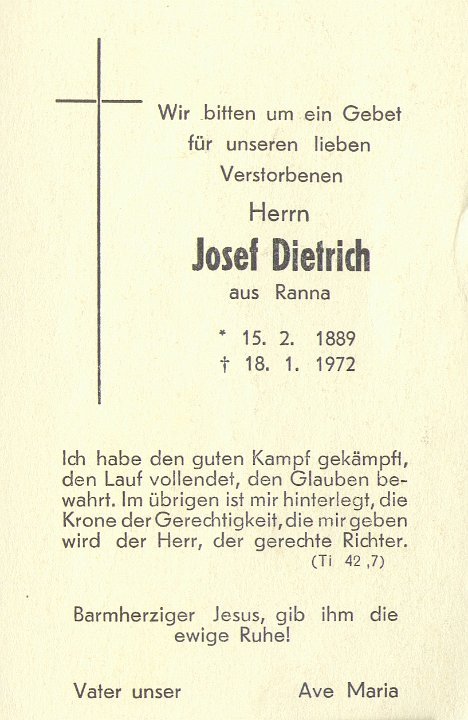 Wir bitten um ein Gebet
für unseren lieben
Verstorbenen
Herrn
Josef Dietrich
aus Ranna
* 15. 2. 1889
† 18. 1. 1972
Ich habe den guten Kampf gekämpft,
den Lauf vollendet, den Glauben be-
wahrt. Im übrigen ist mir hinterlegt, die
Krone der Gerechtigkeit, die mir geben
wird der Herr, der gerechte Richter.
(Ti 42,7)
Barmherziger Jesus, gib ihm die
ewige Ruhe!
Vater unser Ave Maria